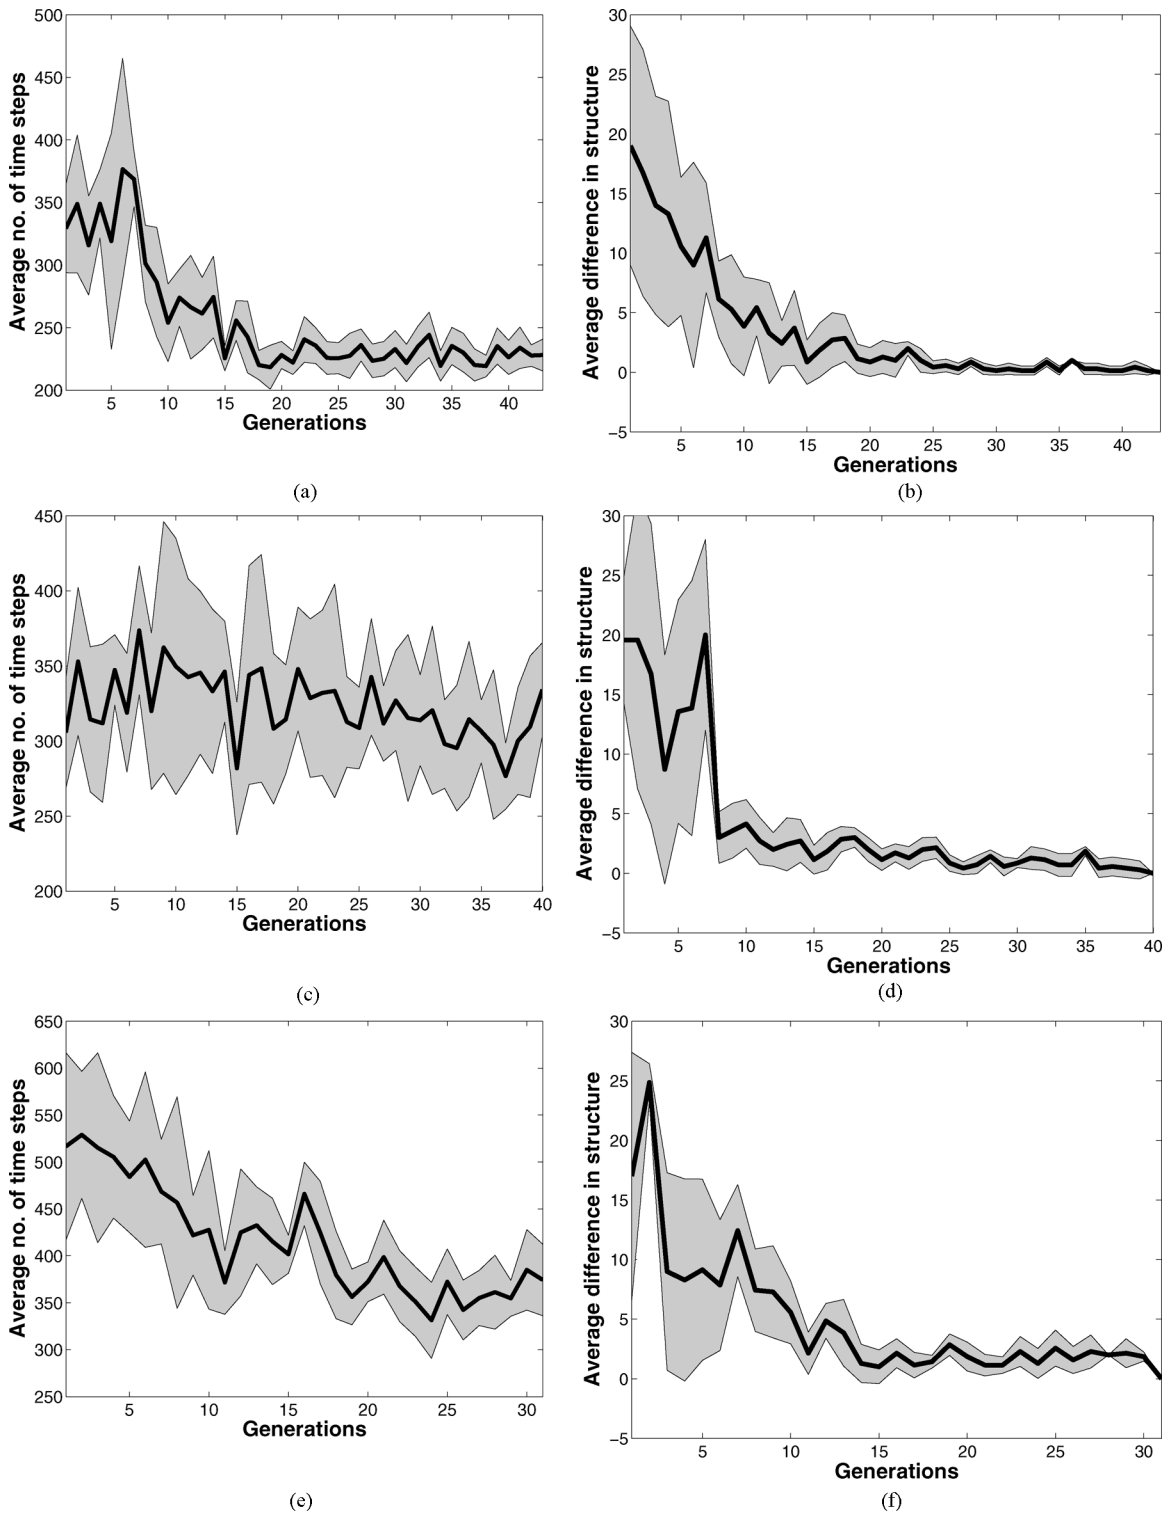 500
450
400
350
300
250
200
5 10 15 20 25 30 35 40
Average no. of time steps
Generations
(a)
30
25
20
15
10
5
0
−5
5 10 15 20 25 30 35 40
Average difference in structure
Generations
(b)
450
400
350
300
250
200
5 10 15 20 25 30 35 40
Average no. of time steps
Generations
(c)
30
25
20
15
10
5
0
−5
5 10 15 20 25 30 35 40
Average difference in structure
Generations
(d)
650
600
550
500
450
400
350
300
250
5 10 15 20 25 30
Average no. of time steps
Generations
(e)
30
25
20
15
10
5
0
−5
5 10 15 20 25 30
Average difference in structure
Generations
(f)